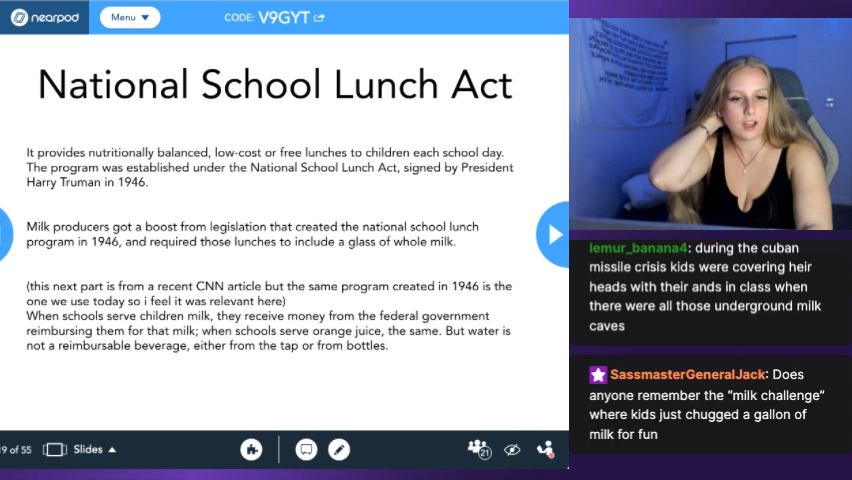 nearpod
Menu
CODE: V9GYT
National School Lunch Act
It provides nutritionally balanced, low-cost or free lunches to children each school day.
The program was established under the National School Lunch Act, signed by President
Harry Truman in 1946.
Milk producers got a boost from legislation that created the national school lunch
program in 1946, and required those lunches to include a glass of whole milk.
(this next part is from a recent CNN article but the same program created in 1946 is the
one we use today so i feel it was relevant here)
When schools serve children milk, they receive money from the federal government
reimbursing them for that milk; when schools serve orange juice, the same. But water is
not a reimbursable beverage, either from the tap or from bottles.
19 of 55
Slides
21
lemur_banana4: during the cuban
missile crisis kids were covering heir
heads with their ands in class when
there were all those underground milk
caves
SassmasterGeneralJack: Does
anyone remember the “milk challenge”
where kids just chugged a gallon of
milk for fun